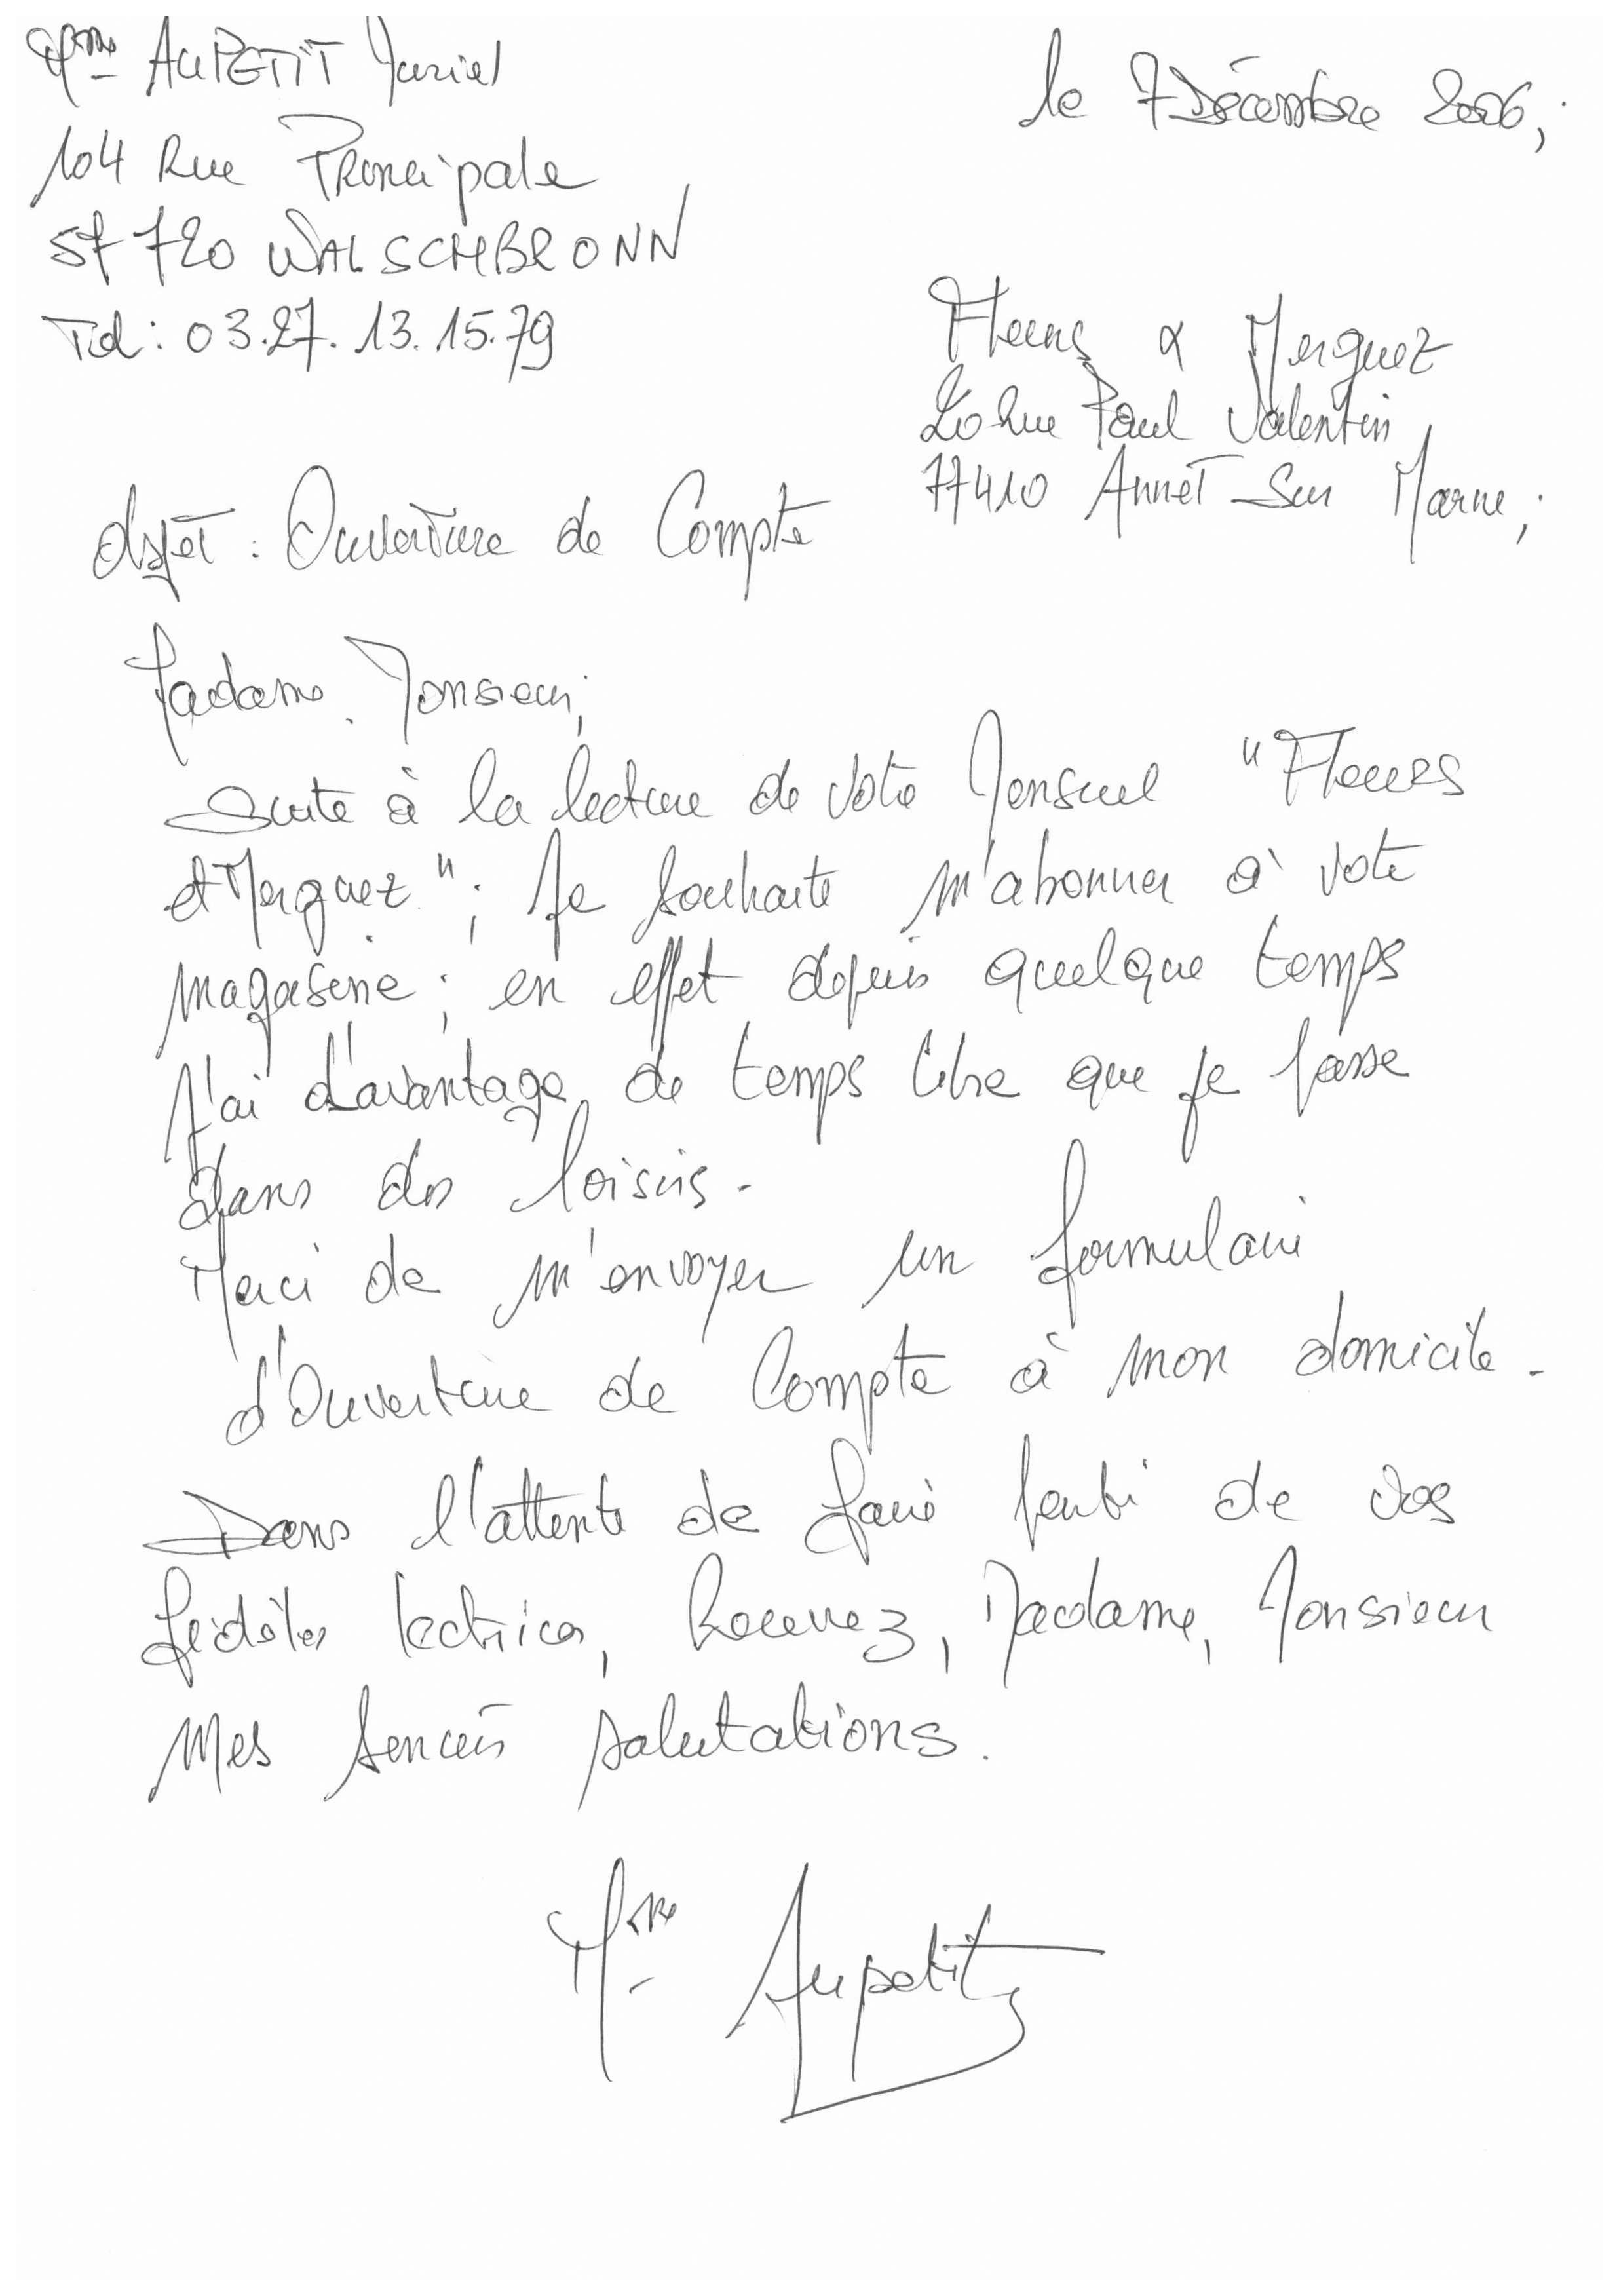 Mme AUPETIT Muriel
le 7 Décembre 2006;
104 Rue Principale
57720 WALSCHBRONN
Tel : 03.27.13.15.79
Fleurs & Merguez
20 Rue Paul Valentin
77410 Annet Sur Marne;
Objet : Ouverture de Compte
Madame. Monsieur;
Suite à la lecture de votre Mensuel "Fleurs
et Merguez"; Je souhaite m'abonner à votre
magasine; en effet depuis quelque temps
J'ai d'avantage de temps libre que je passe
dans des loisirs.
Merci de m'envoyer un formulaire
d'Ouverture de Compte à mon domicile.
Dans l'attente de faire partie de vos
fidèles lectrices, Recevez, Madame, Monsieur
Mes sincères salutations.
Mme Aupetit